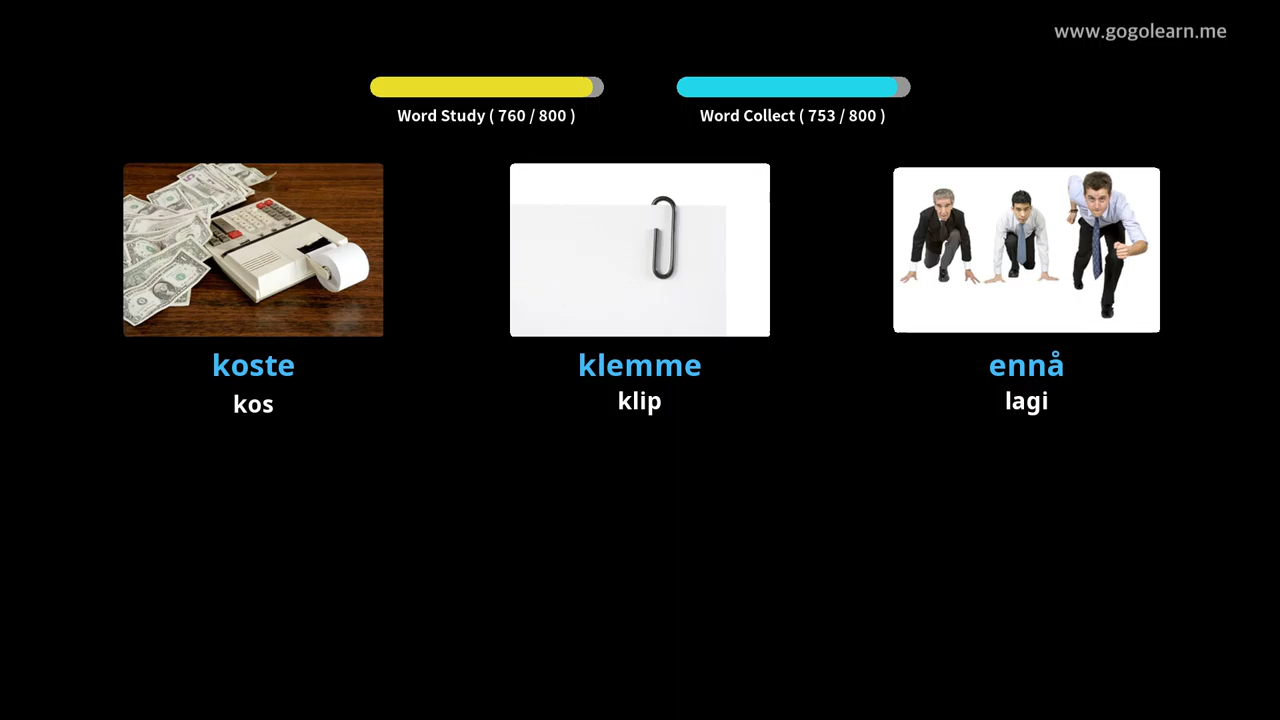 www.gogolearn.me
Word Study ( 760 / 800 )
Word Collect ( 753 / 800 )
koste
klemme
ennå
kos
klip
lagi